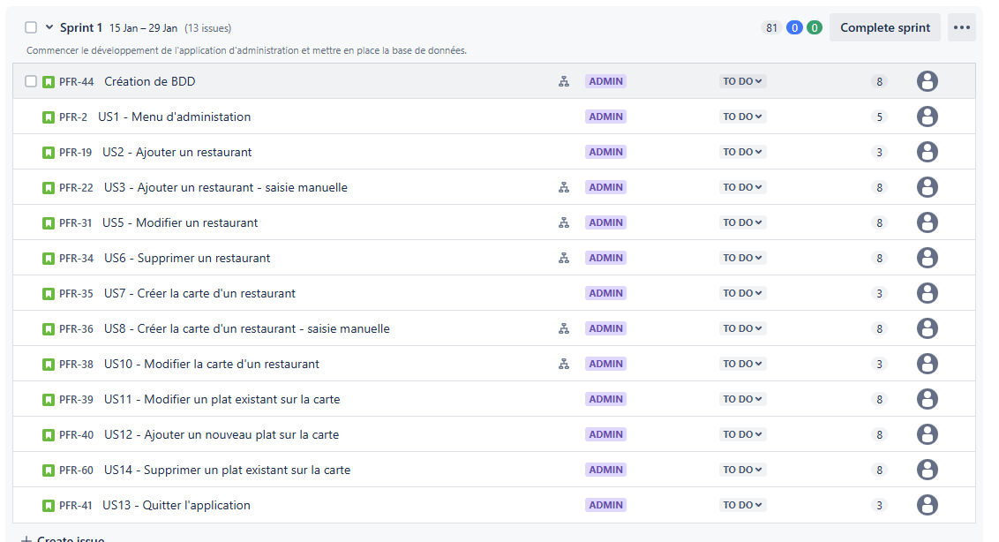 Sprint 1 15 Jan – 29 Jan (13 issues) 81 0 0 Complete sprint
Commencer le développement de l'application d'administration et mettre en place la base de données.
PFR-44 Création de BDD ADMIN TO DO 8
PFR-2 US1 - Menu d'administation ADMIN TO DO 5
PFR-19 US2 - Ajouter un restaurant ADMIN TO DO 3
PFR-22 US3 - Ajouter un restaurant - saisie manuelle ADMIN TO DO 8
PFR-31 US5 - Modifier un restaurant ADMIN TO DO 8
PFR-34 US6 - Supprimer un restaurant ADMIN TO DO 8
PFR-35 US7 - Créer la carte d'un restaurant ADMIN TO DO 3
PFR-36 US8 - Créer la carte d'un restaurant - saisie manuelle ADMIN TO DO 8
PFR-38 US10 - Modifier la carte d'un restaurant ADMIN TO DO 3
PFR-39 US11 - Modifier un plat existant sur la carte ADMIN TO DO 8
PFR-40 US12 - Ajouter un nouveau plat sur la carte ADMIN TO DO 8
PFR-60 US14 - Supprimer un plat existant sur la carte ADMIN TO DO 8
PFR-41 US13 - Quitter l'application ADMIN TO DO 3
+ Create issue